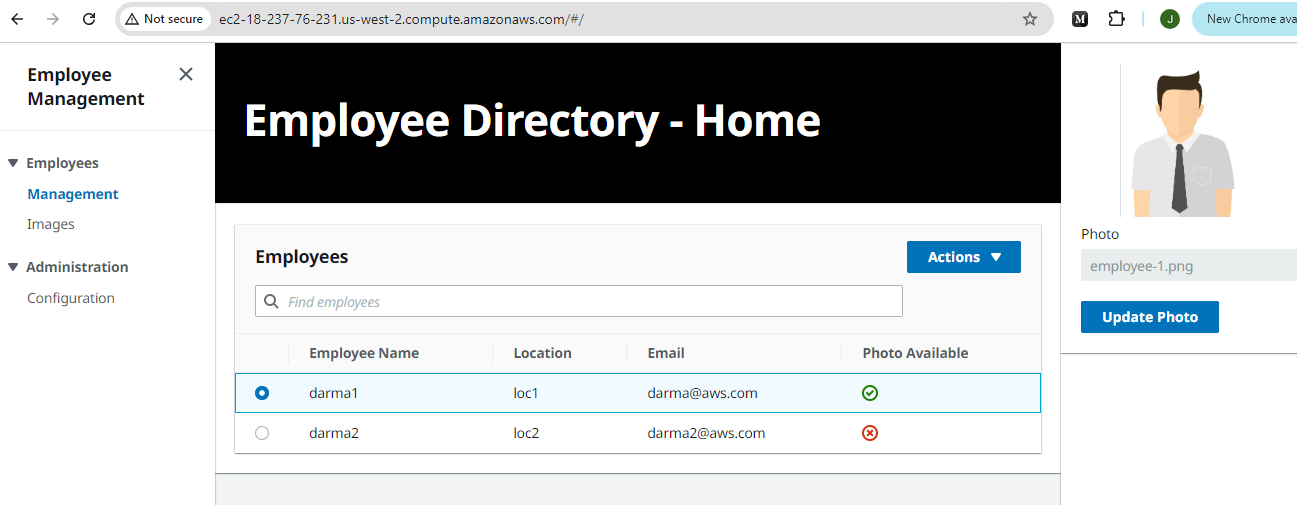 Not secure
ec2-18-237-76-231.us-west-2.compute.amazonaws.com/#/
M
J
New Chrome ava
Employee
Management
Employees
Management
Images
Administration
Configuration
Employee Directory - Home
Employees
Actions
Find employees
Employee Name Location Email Photo Available
darma1 loc1 darma@aws.com
darma2 loc2 darma2@aws.com
Photo
employee-1.png
Update Photo